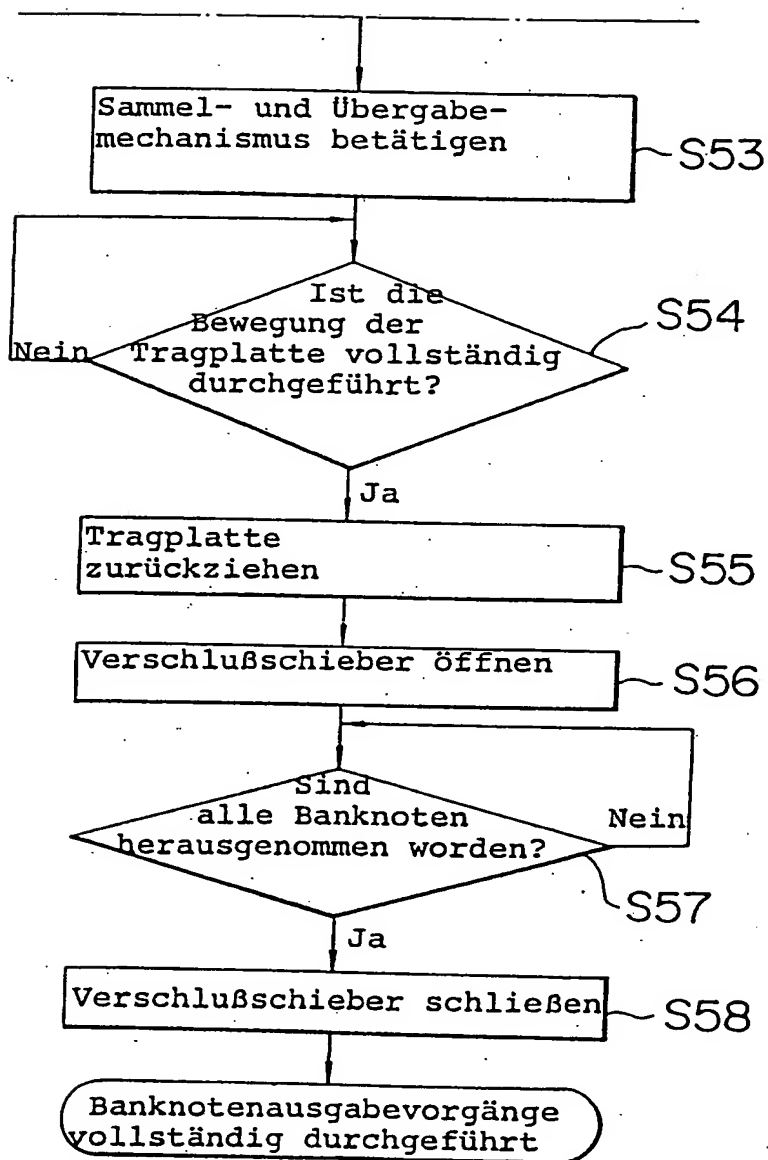 Sammel- und Übergabe-
mechanismus betätigen
S53
Ist die
Bewegung der
Tragplatte vollständig
durchgeführt?
S54
Nein
Ja
Tragplatte
zurückziehen
S55
Verschlußschieber öffnen
S56
Sind
alle Banknoten
herausgenommen worden?
Nein
S57
Ja
Verschlußschieber schließen
S58
Banknotenausgabevorgänge
vollständig durchgeführt